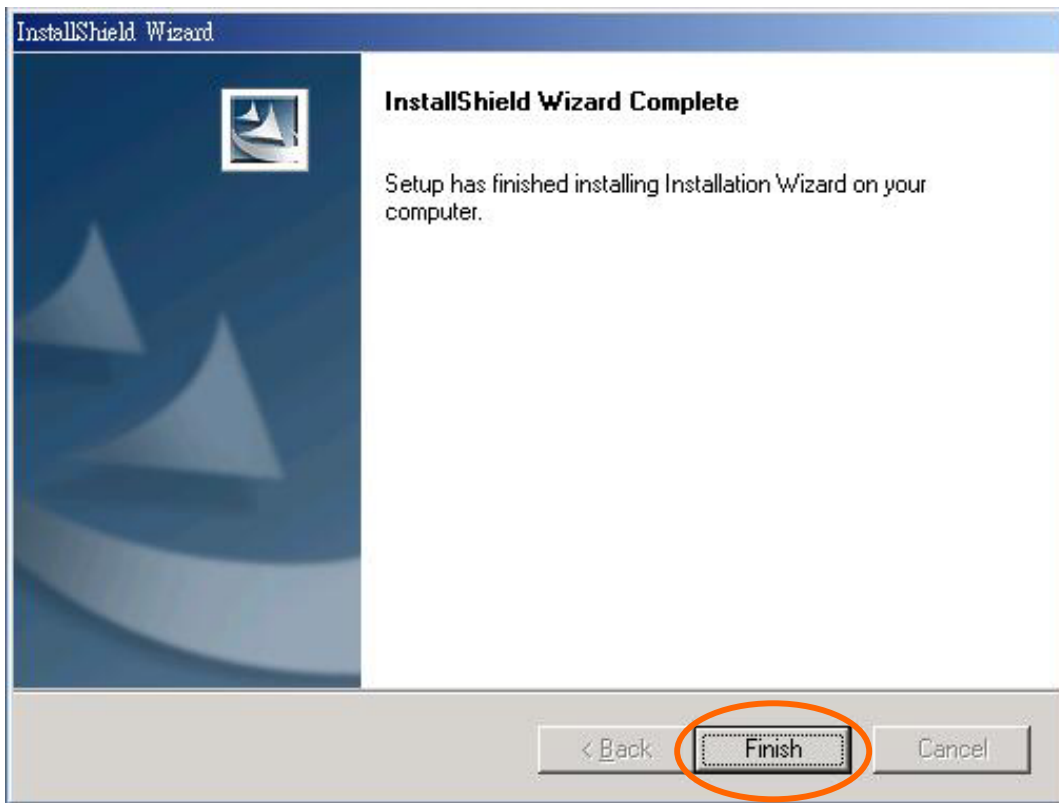 InstallShield Wizard
InstallShield Wizard Complete
Setup has finished installing Installation Wizard on your
computer.
< Back
Finish
Cancel